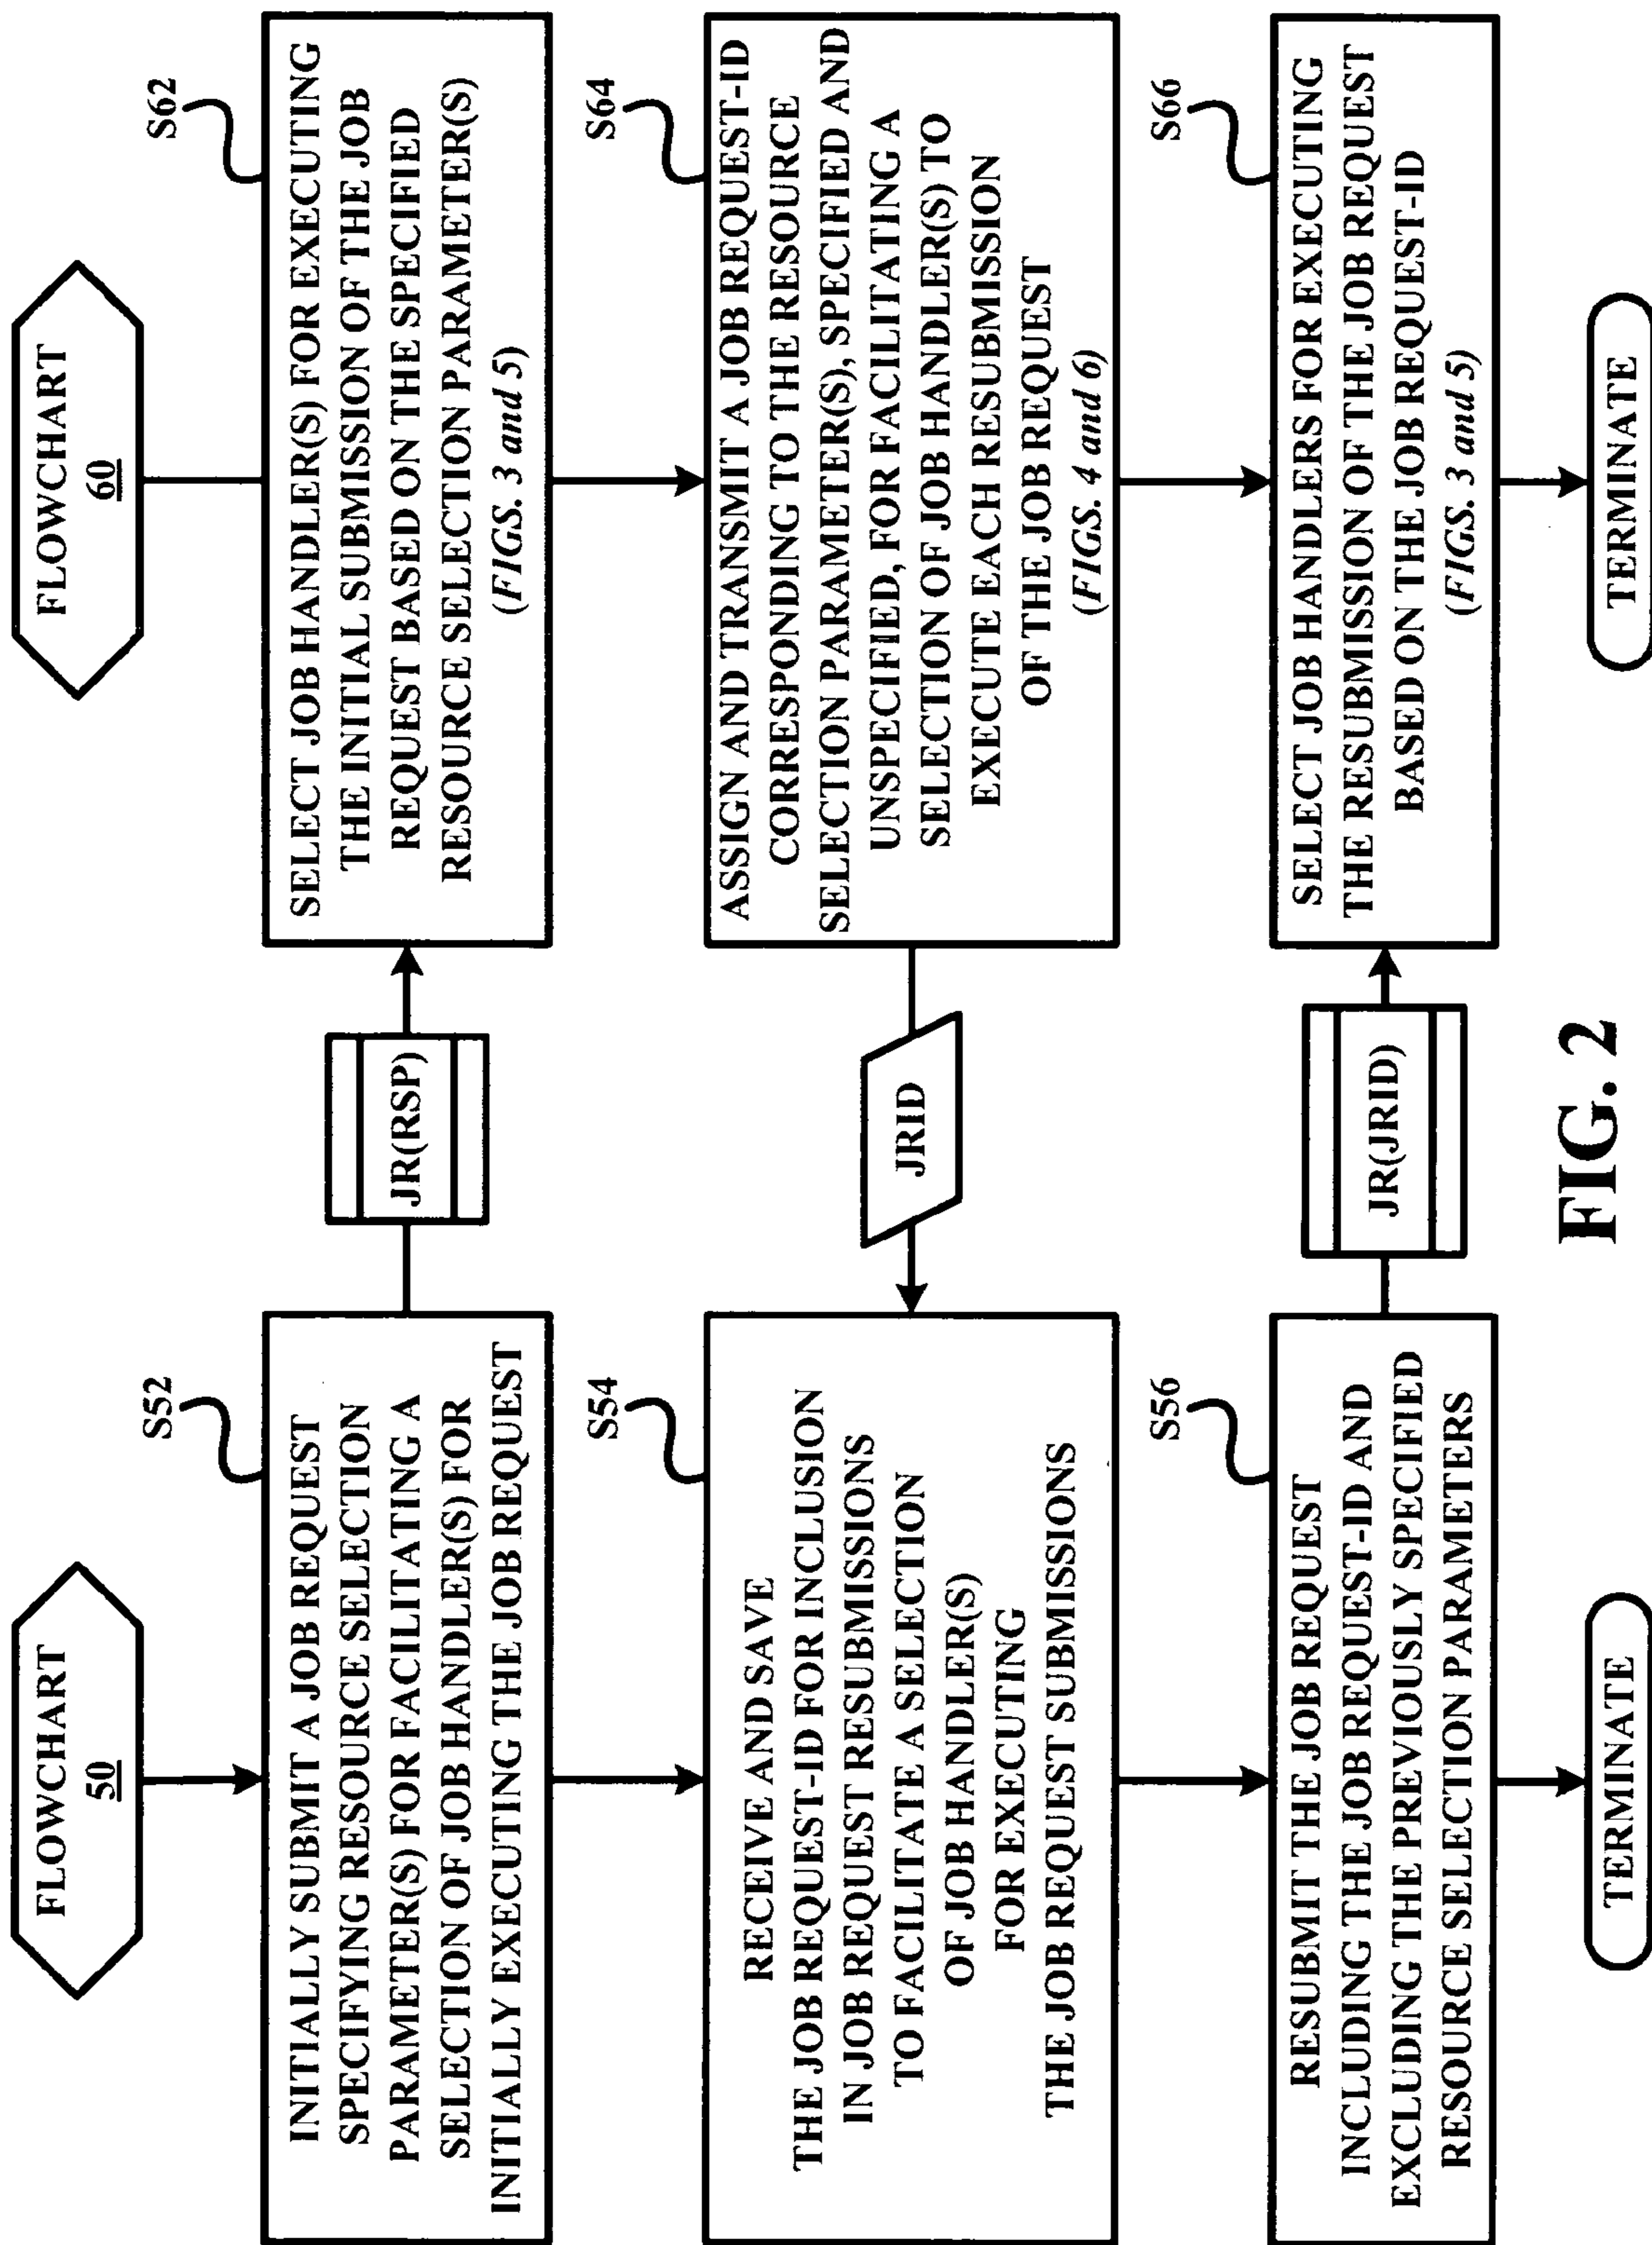 FLOWCHART
50
S52
INITIALLY SUBMIT A JOB REQUEST
SPECIFYING RESOURCE SELECTION
PARAMETER(S) FOR FACILITATING A
SELECTION OF JOB HANDLER(S) FOR
INITIALLY EXECUTING THE JOB REQUEST
S54
RECEIVE AND SAVE
THE JOB REQUEST-ID FOR INCLUSION
IN JOB REQUEST RESUBMISSIONS
TO FACILITATE A SELECTION
OF JOB HANDLER(S)
FOR EXECUTING
THE JOB REQUEST SUBMISSIONS
S56
RESUBMIT THE JOB REQUEST
INCLUDING THE JOB REQUEST-ID AND
EXCLUDING THE PREVIOUSLY SPECIFIED
RESOURCE SELECTION PARAMETERS
TERMINATE
JR(RSP)
JRID
JR(JRID)
FLOWCHART
60
S62
SELECT JOB HANDLER(S) FOR EXECUTING
THE INITIAL SUBMISSION OF THE JOB
REQUEST BASED ON THE SPECIFIED
RESOURCE SELECTION PARAMETER(S)
(FIGS. 3 and 5)
S64
ASSIGN AND TRANSMIT A JOB REQUEST-ID
CORRESPONDING TO THE RESOURCE
SELECTION PARAMETER(S), SPECIFIED AND
UNSPECIFIED, FOR FACILITATING A
SELECTION OF JOB HANDLER(S) TO
EXECUTE EACH RESUBMISSION
OF THE JOB REQUEST
(FIGS. 4 and 6)
S66
SELECT JOB HANDLERS FOR EXECUTING
THE RESUBMISSION OF THE JOB REQUEST
BASED ON THE JOB REQUEST-ID
(FIGS. 3 and 5)
TERMINATE
FIG. 2